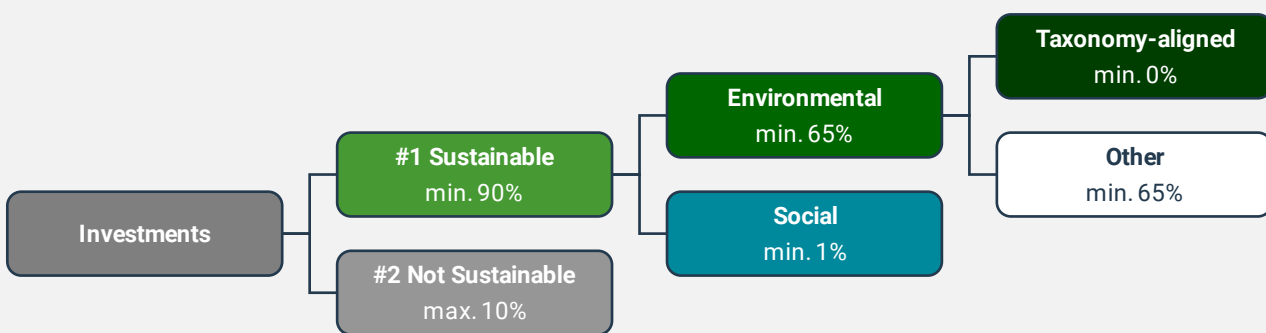 Investments
#1 Sustainable
min. 90%
#2 Not Sustainable
max. 10%
Environmental
min. 65%
Social
min. 1%
Taxonomy-aligned
min. 0%
Other
min. 65%